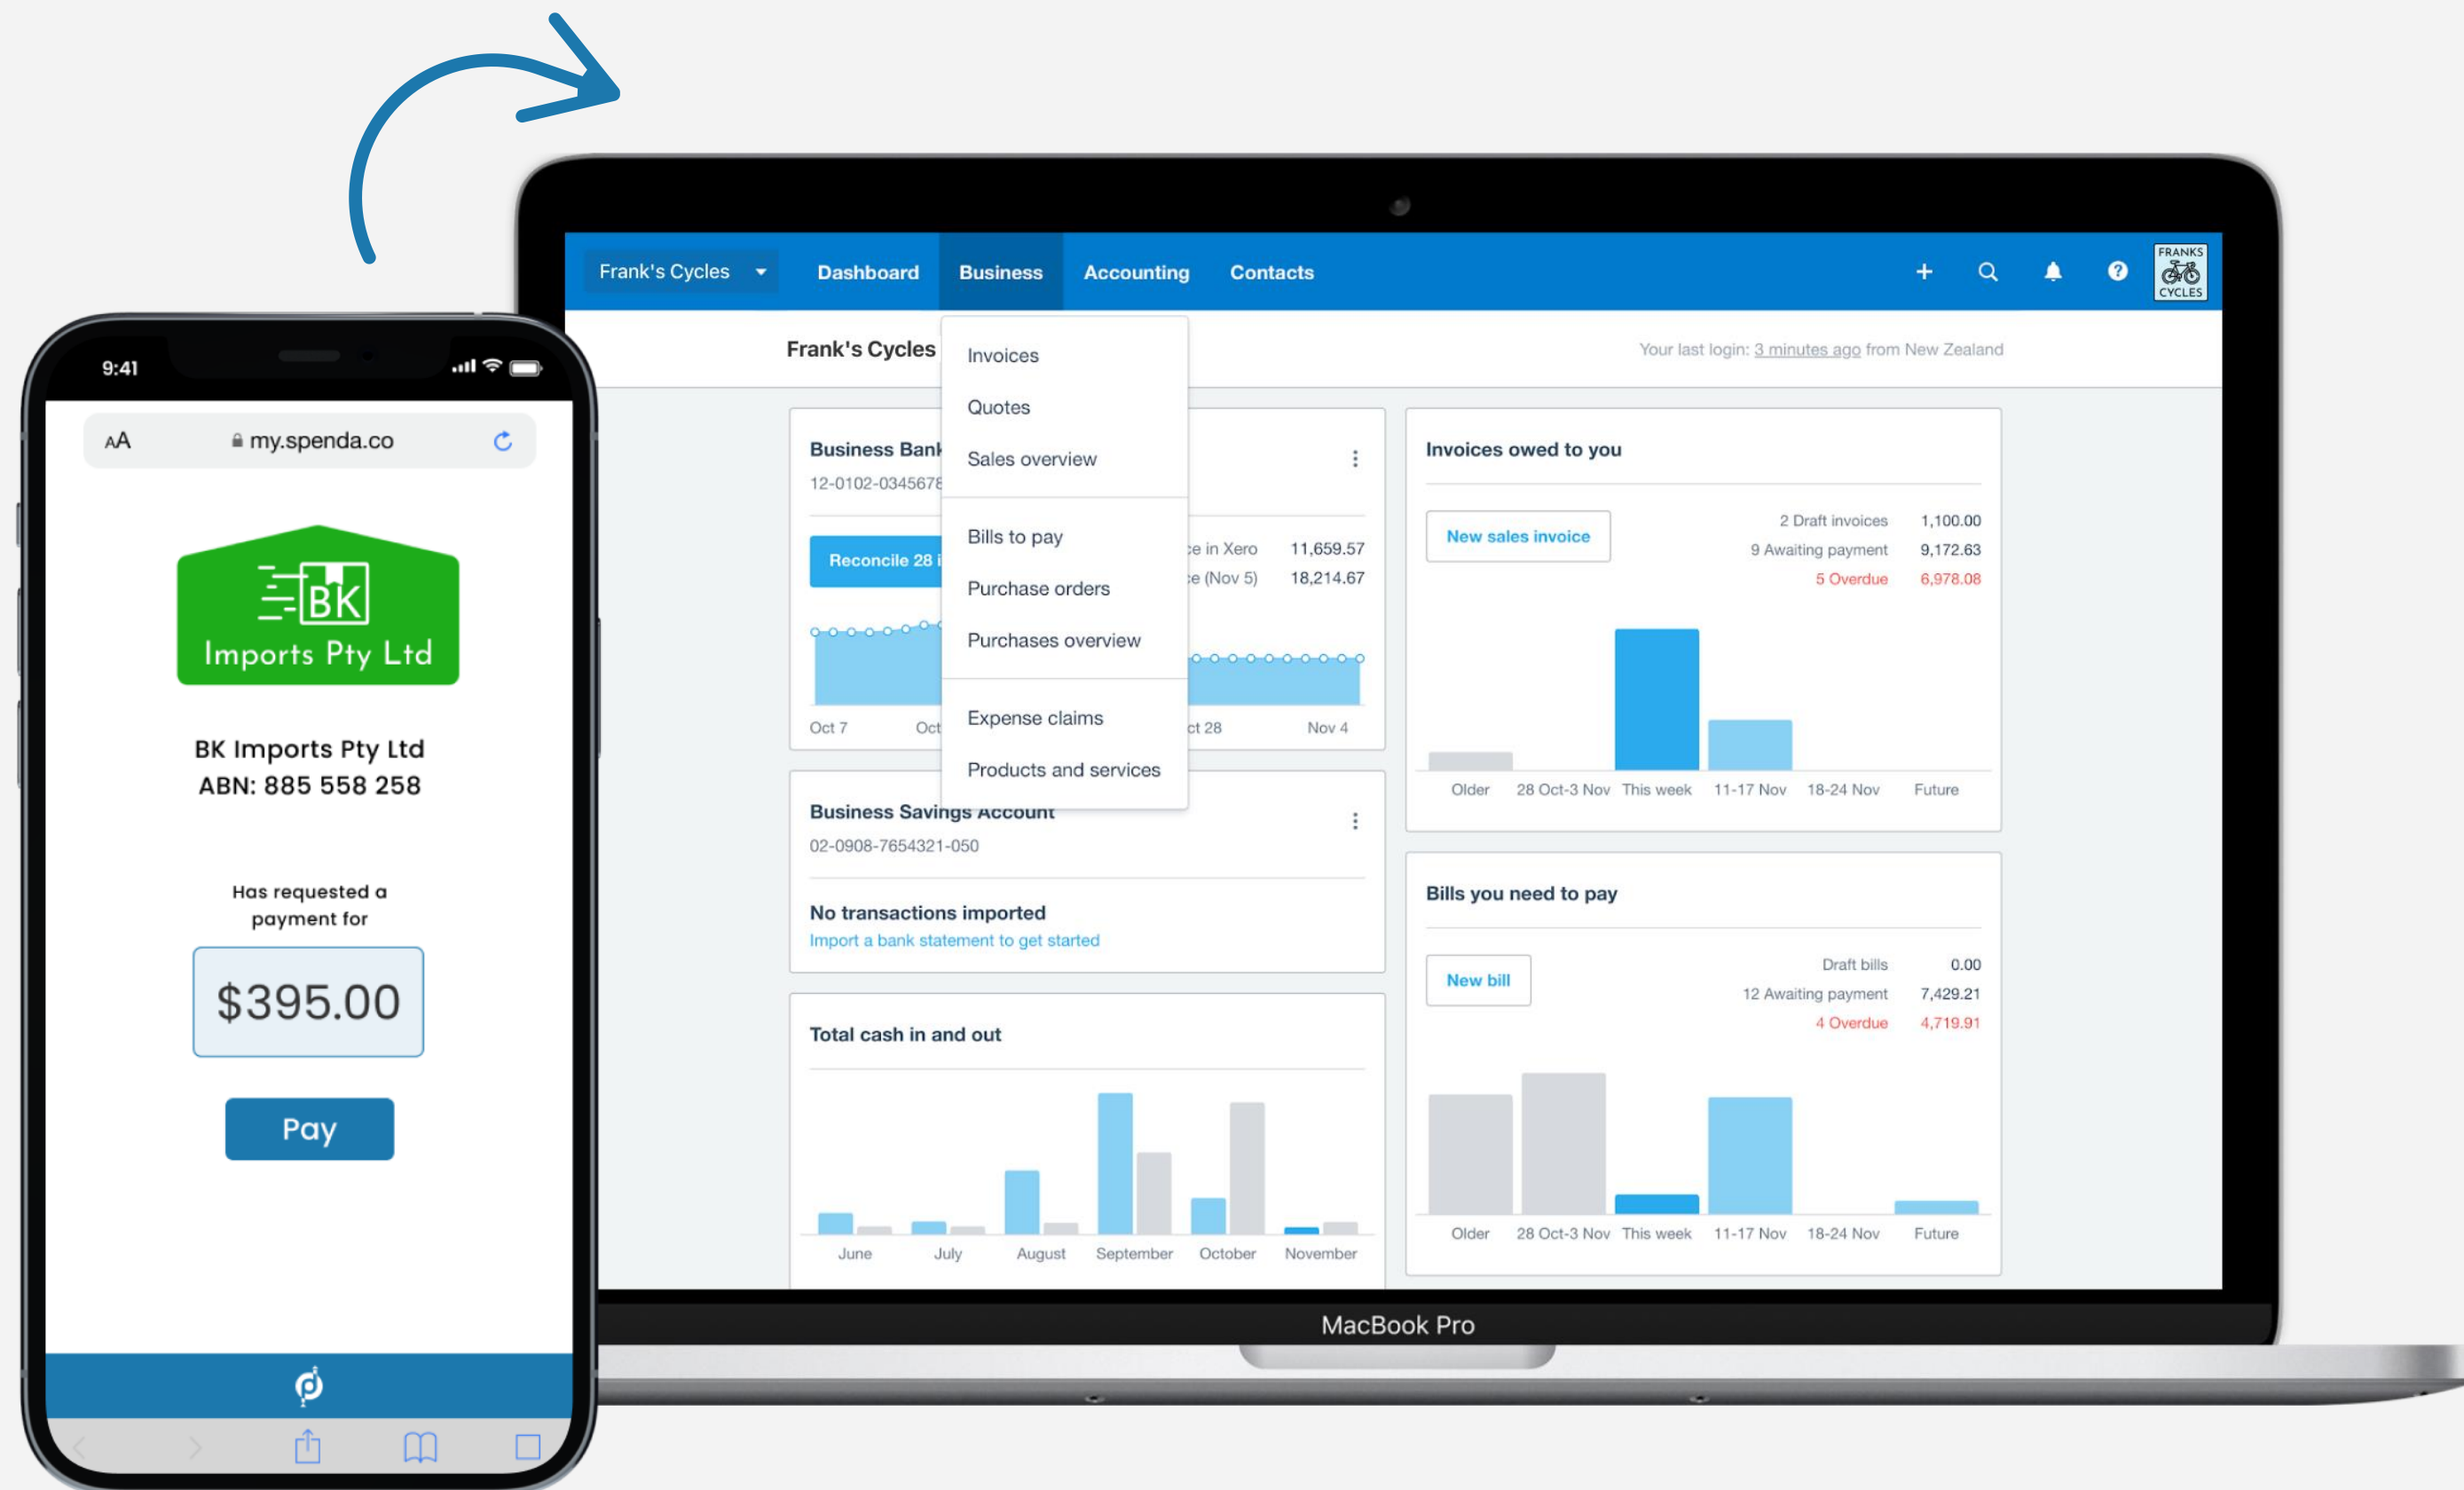 9:41
AA my.spenda.co
BK
Imports Pty Ltd
BK Imports Pty Ltd
ABN: 885 558 258
Has requested a
payment for
$395.00
Pay
Frank's Cycles Dashboard Business Accounting Contacts
FRANKS
CYCLES
Frank's Cycles
Your last login: 3 minutes ago from New Zealand
Invoices
Quotes
Sales overview
Bills to pay
Purchase orders
Purchases overview
Expense claims
Products and services
Business Bank
12-0102-0345678
Reconcile 28
in Xero 11,659.57
(Nov 5) 18,214.67
Oct 7 Oct 28 Nov 4
Business Savings Account
02-0908-7654321-050
No transactions imported
Import a bank statement to get started
Total cash in and out
June July August September October November
Invoices owed to you
New sales invoice
2 Draft invoices 1,100.00
9 Awaiting payment 9,172.63
5 Overdue 6,978.08
Older 28 Oct-3 Nov This week 11-17 Nov 18-24 Nov Future
Bills you need to pay
New bill
Draft bills 0.00
12 Awaiting payment 7,429.21
4 Overdue 4,719.91
Older 28 Oct-3 Nov This week 11-17 Nov 18-24 Nov Future
MacBook Pro